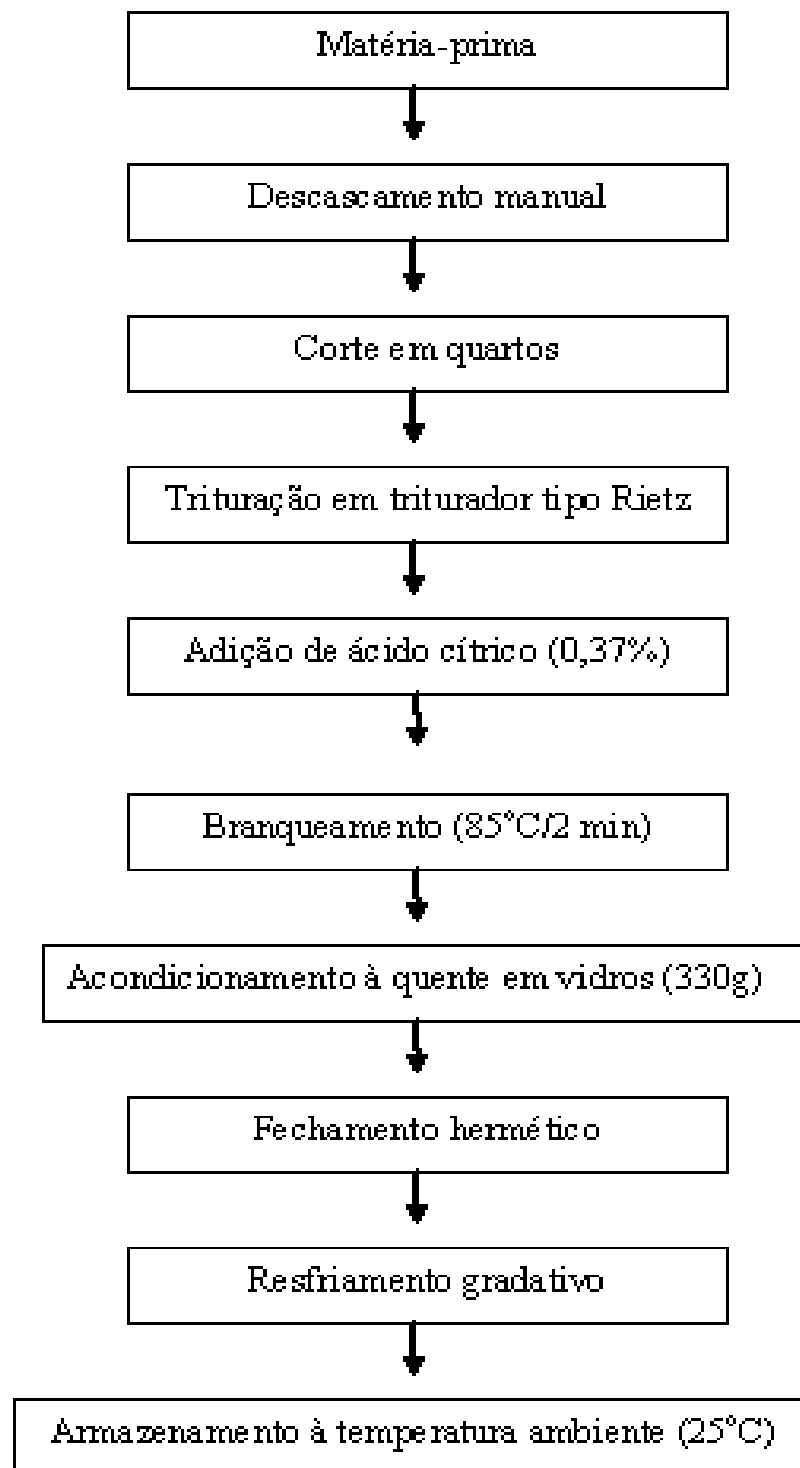 Matéria-prima
Descascamento manual
Corte em quartos
Trituração em triturador tipo Rietz
Adição de ácido cítrico (0,37%)
Branqueamento (85°C/2 min)
Acondicionamento à quente em vidros (330g)
Fechamento hermético
Resfriamento gradativo
Armazenamento à temperatura ambiente (25°C)